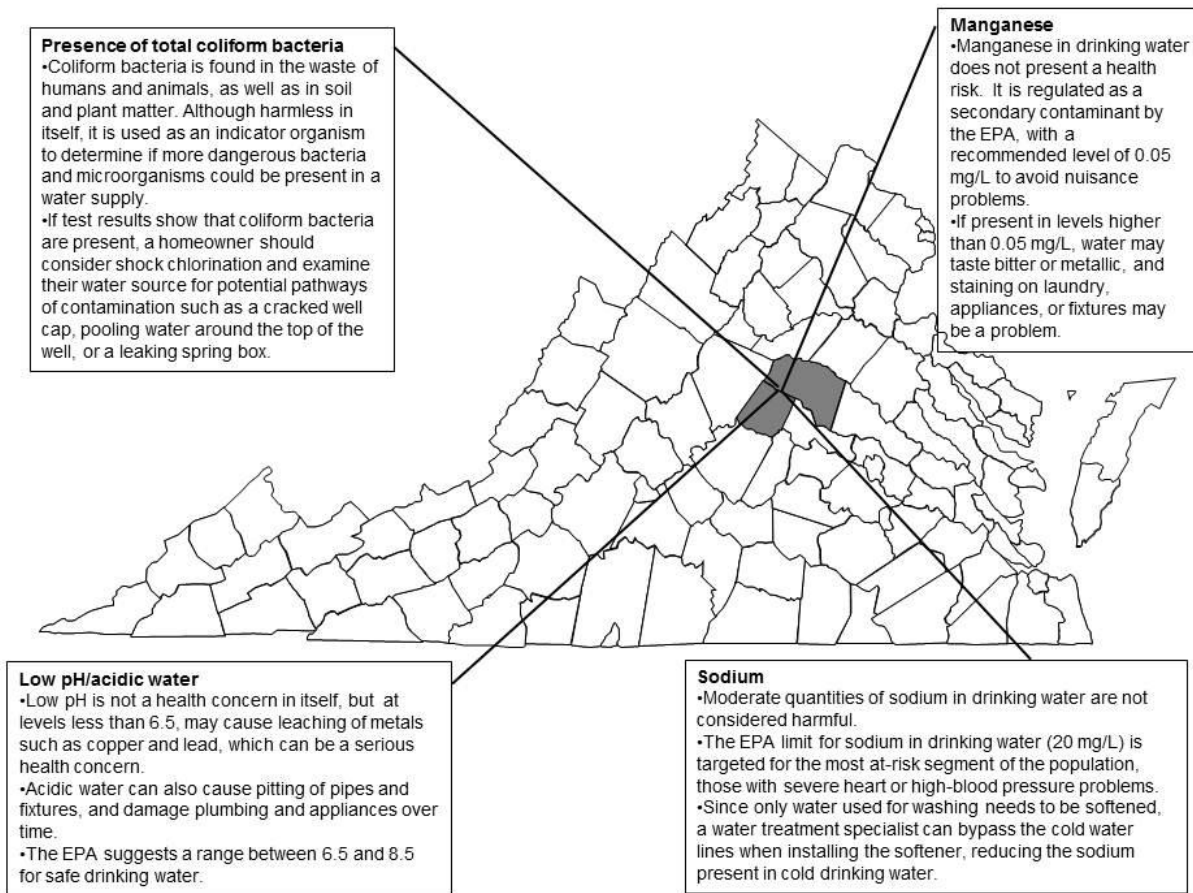 Presence of total coliform bacteria
•Coliform bacteria is found in the waste of
humans and animals, as well as in soil
and plant matter. Although harmless in
itself, it is used as an indicator organism
to determine if more dangerous bacteria
and microorganisms could be present in a
water supply.
•If test results show that coliform bacteria
are present, a homeowner should
consider shock chlorination and examine
their water source for potential pathways
of contamination such as a cracked well
cap, pooling water around the top of the
well, or a leaking spring box.
Manganese
•Manganese in drinking water
does not present a health
risk. It is regulated as a
secondary contaminant by
the EPA, with a
recommended level of 0.05
mg/L to avoid nuisance
problems.
•If present in levels higher
than 0.05 mg/L, water may
taste bitter or metallic, and
staining on laundry,
appliances, or fixtures may
be a problem.
Low pH/acidic water
•Low pH is not a health concern in itself, but at
levels less than 6.5, may cause leaching of metals
such as copper and lead, which can be a serious
health concern.
•Acidic water can also cause pitting of pipes and
fixtures, and damage plumbing and appliances over
time.
•The EPA suggests a range between 6.5 and 8.5
for safe drinking water.
Sodium
•Moderate quantities of sodium in drinking water are not
considered harmful.
•The EPA limit for sodium in drinking water (20 mg/L) is
targeted for the most at-risk segment of the population,
those with severe heart or high-blood pressure problems.
•Since only water used for washing needs to be softened,
a water treatment specialist can bypass the cold water
lines when installing the softener, reducing the sodium
present in cold drinking water.